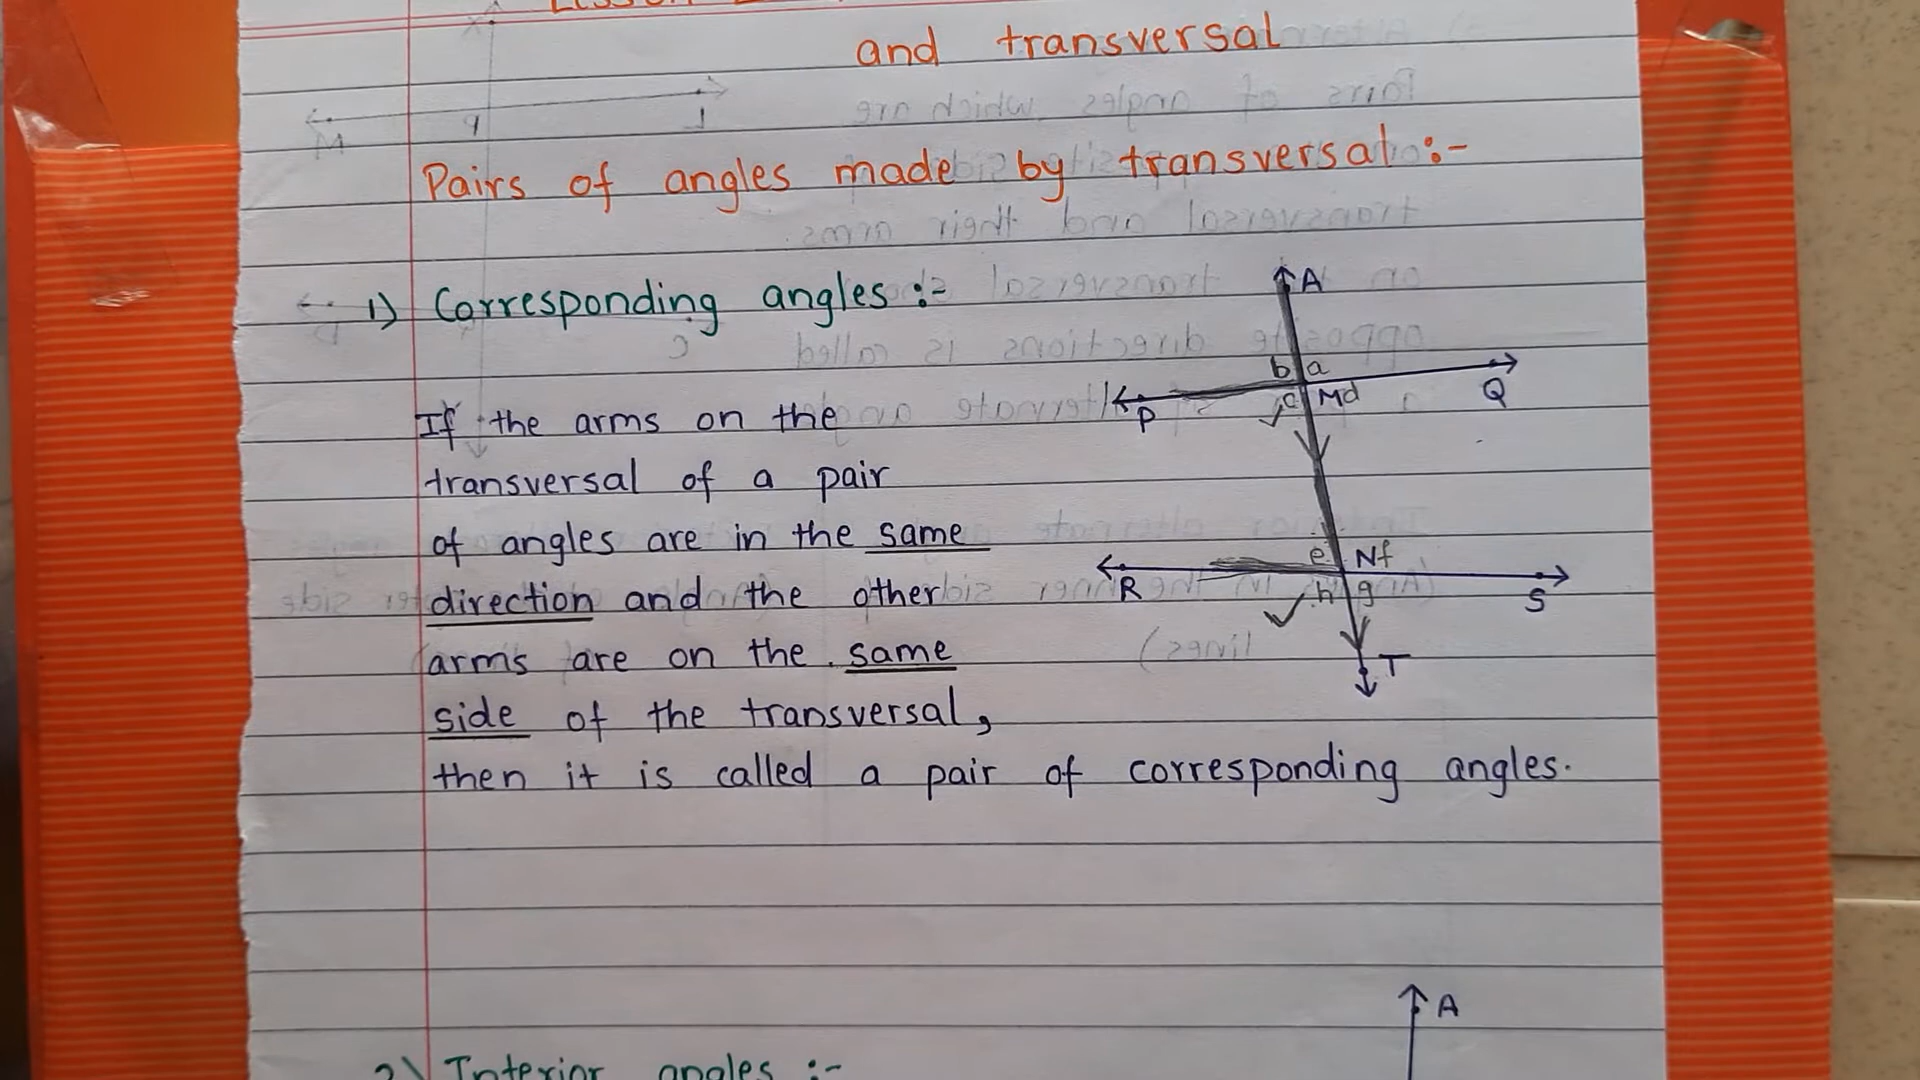 and transversal
Pairs of angles made by transversal :-
1) Corresponding angles :-
If the arms on the
transversal of a pair
of angles are in the same
direction and the other
arms are on the same
side of the transversal,
then it is called a pair of corresponding angles.
A
b a
P c M d Q
e N f
R h g S
T
A
2) Interior angles :-